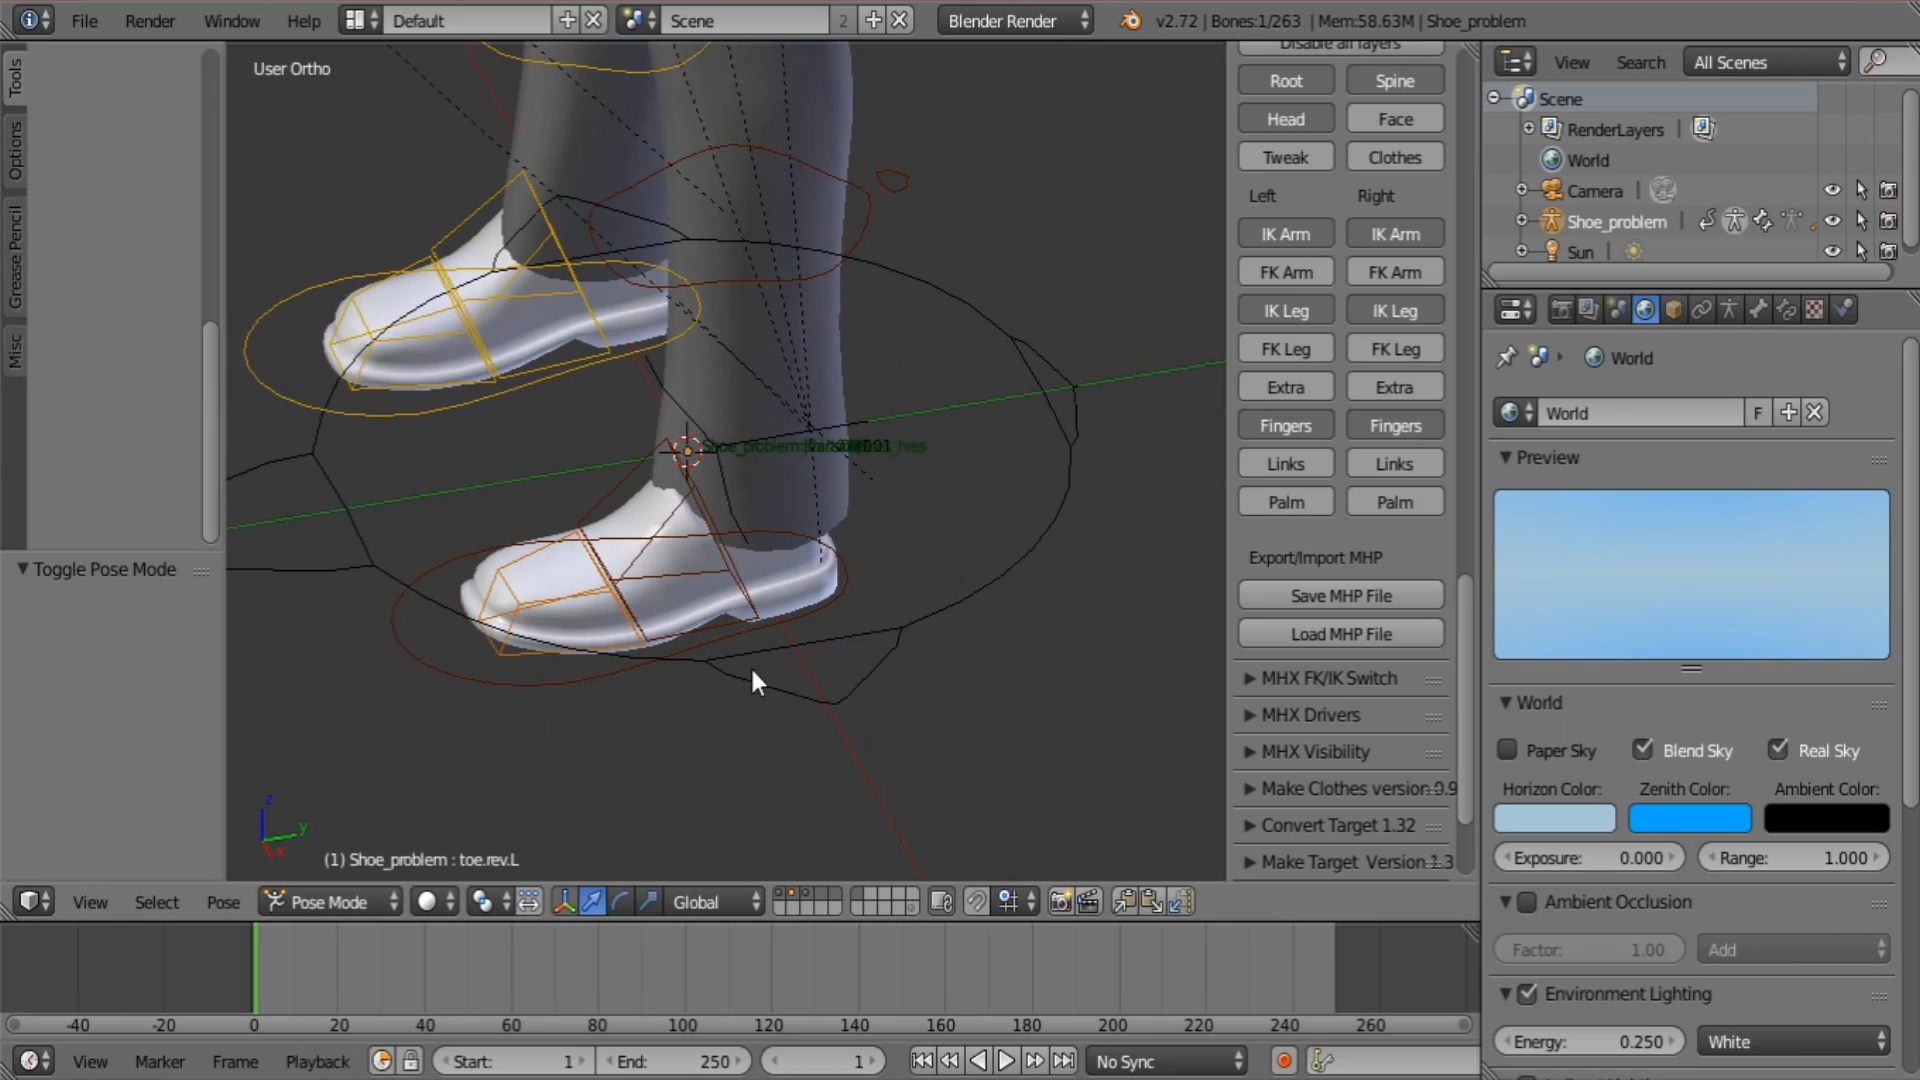 File Render Window Help Default Scene 2 Blender Render v2.72 | Bones:1/263 | Mem:58.63M | Shoe_problem
User Ortho
Tools
Options
Grease Pencil
Misc
Toggle Pose Mode
(1) Shoe_problem : toe.rev.L
z
y
x
Disable all layers
Root Spine
Head Face
Tweak Clothes
Left Right
IK Arm IK Arm
FK Arm FK Arm
IK Leg IK Leg
FK Leg FK Leg
Extra Extra
Fingers Fingers
Links Links
Palm Palm
Export/Import MHP
Save MHP File
Load MHP File
MHX FK/IK Switch
MHX Drivers
MHX Visibility
Make Clothes version 0.9
Convert Target 1.32
Make Target Version 1.3
View Search All Scenes
Scene
RenderLayers |
World
Camera |
Shoe_problem |
Sun |
World
World F
Preview
World
Paper Sky Blend Sky Real Sky
Horizon Color: Zenith Color: Ambient Color:
Exposure: 0.000 Range: 1.000
Ambient Occlusion
Factor: 1.00 Add
Environment Lighting
Energy: 0.250 White
View Select Pose Pose Mode Global
-40 -20 0 20 40 60 80 100 120 140 160 180 200 220 240 260
View Marker Frame Playback Start: 1 End: 250 1 No Sync